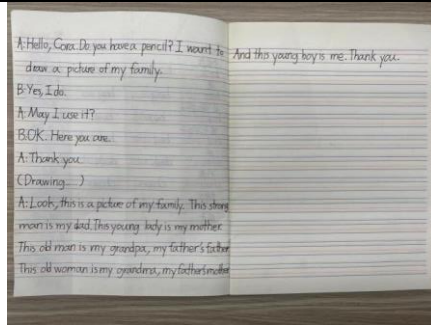 A: Hello, Cora. Do you have a pencil? I want to
draw a picture of my family.
B: Yes, I do.
A: May I use it?
B: OK. Here you are.
A: Thank you
(Drawing...)
A: Look, this is a picture of my family. This strong
man is my dad. This young lady is my mother.
This old man is my grandpa, my father's father
This old woman is my grandma, my father's mother
And this young boy is me. Thank you.